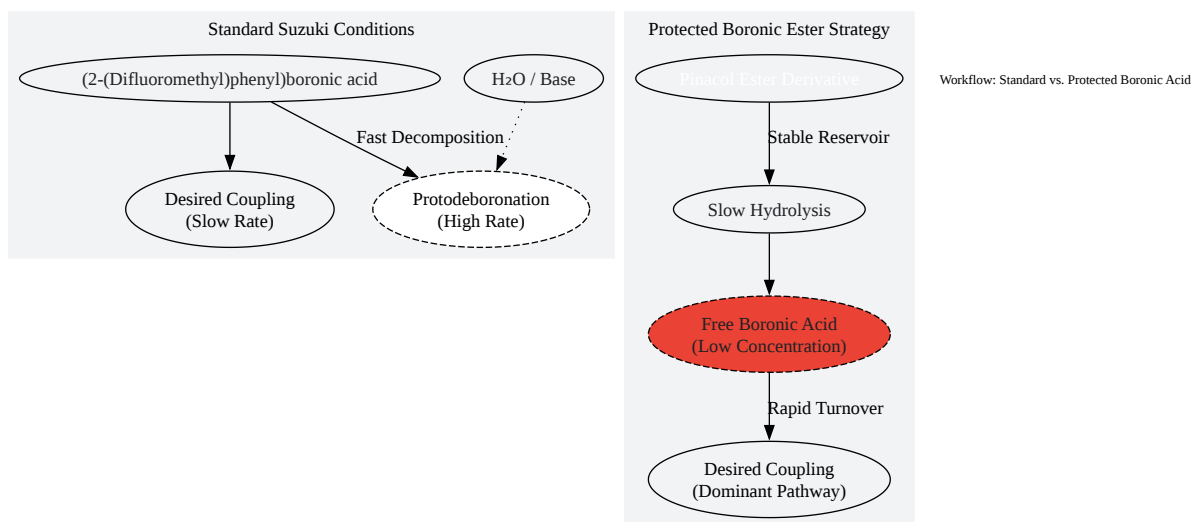 Standard Suzuki Conditions
(2-(Difluoromethyl)phenyl)boronic acid
H₂O / Base
Fast Decomposition
Desired Coupling
(Slow Rate)
Protodeboronation
(High Rate)
Protected Boronic Ester Strategy
Pinacol Ester Derivative
Stable Reservoir
Slow Hydrolysis
Free Boronic Acid
(Low Concentration)
Rapid Turnover
Desired Coupling
(Dominant Pathway)
Workflow: Standard vs. Protected Boronic Acid